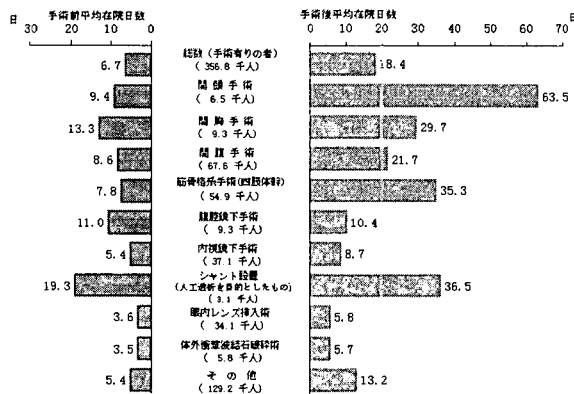 手術前平均在院日数
手術後平均在院日数
日
日
30 20 10 0
0 10 20 30 40 50 60 70
6.7 総数（手術有りの者） 18.4
（ 356.8 千人）
9.4 開頭手術 63.5
（ 6.5 千人）
13.3 開胸手術 29.7
（ 9.3 千人）
8.6 開腹手術 21.7
（ 67.6 千人）
7.8 筋骨格系手術(四肢体幹) 35.3
（ 54.9 千人）
11.0 腹腔鏡下手術 10.4
（ 9.3 千人）
5.4 内視鏡下手術 8.7
（ 37.1 千人）
19.3 シャント設置 36.5
（人工透析を目的としたもの）
（ 3.1 千人）
3.6 眼内レンズ挿入術 5.8
（ 34.1 千人）
3.5 体外衝撃波結石破砕術 5.7
（ 5.8 千人）
5.4 その他 13.2
（ 129.2 千人）